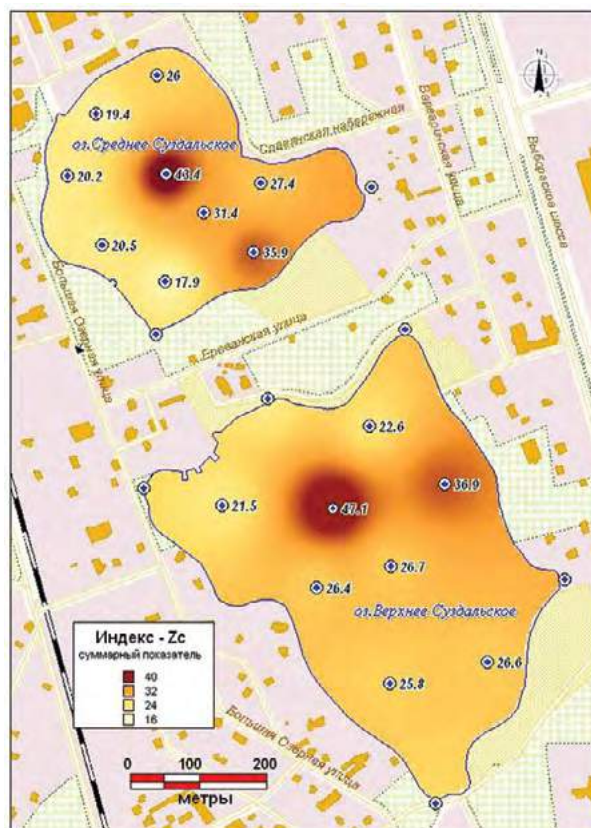 N
26
19.4
Славанская набережная
Варваринская улица
Выборгское шоссе
оз.Среднее Суздальское
43.4
27.4
20.2
31.4
20.5
35.9
17.9
Большая Озерная улица
Ереванская улица
22.6
36.9
21.5
47.1
26.7
26.4
оз.Верхнее Суздальское
Индекс - Zc
суммарный показатель
40
32
24
16
26.6
25.8
Большая Озерная улица
0 100 200
метры